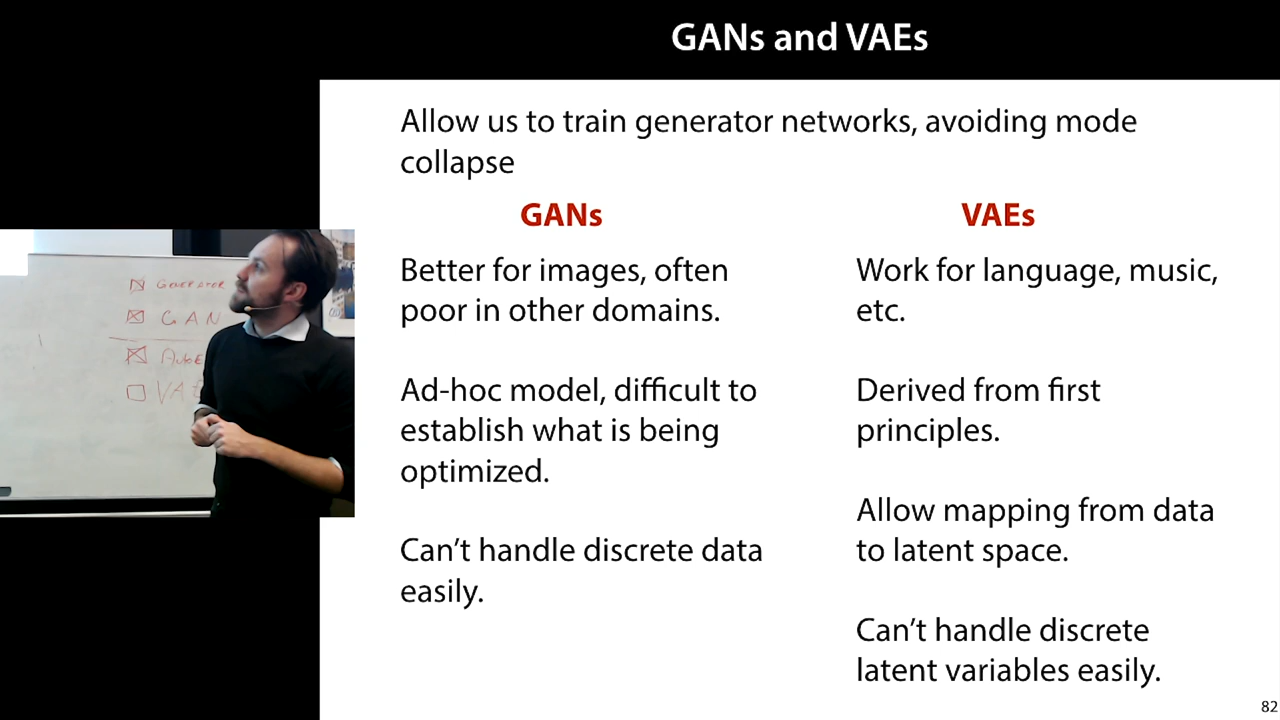 GANs and VAEs
Allow us to train generator networks, avoiding mode
collapse
GANs
Better for images, often
poor in other domains.
Ad-hoc model, difficult to
establish what is being
optimized.
Can't handle discrete data
easily.
VAEs
Work for language, music,
etc.
Derived from first
principles.
Allow mapping from data
to latent space.
Can't handle discrete
latent variables easily.
GENERATOR
GAN
82